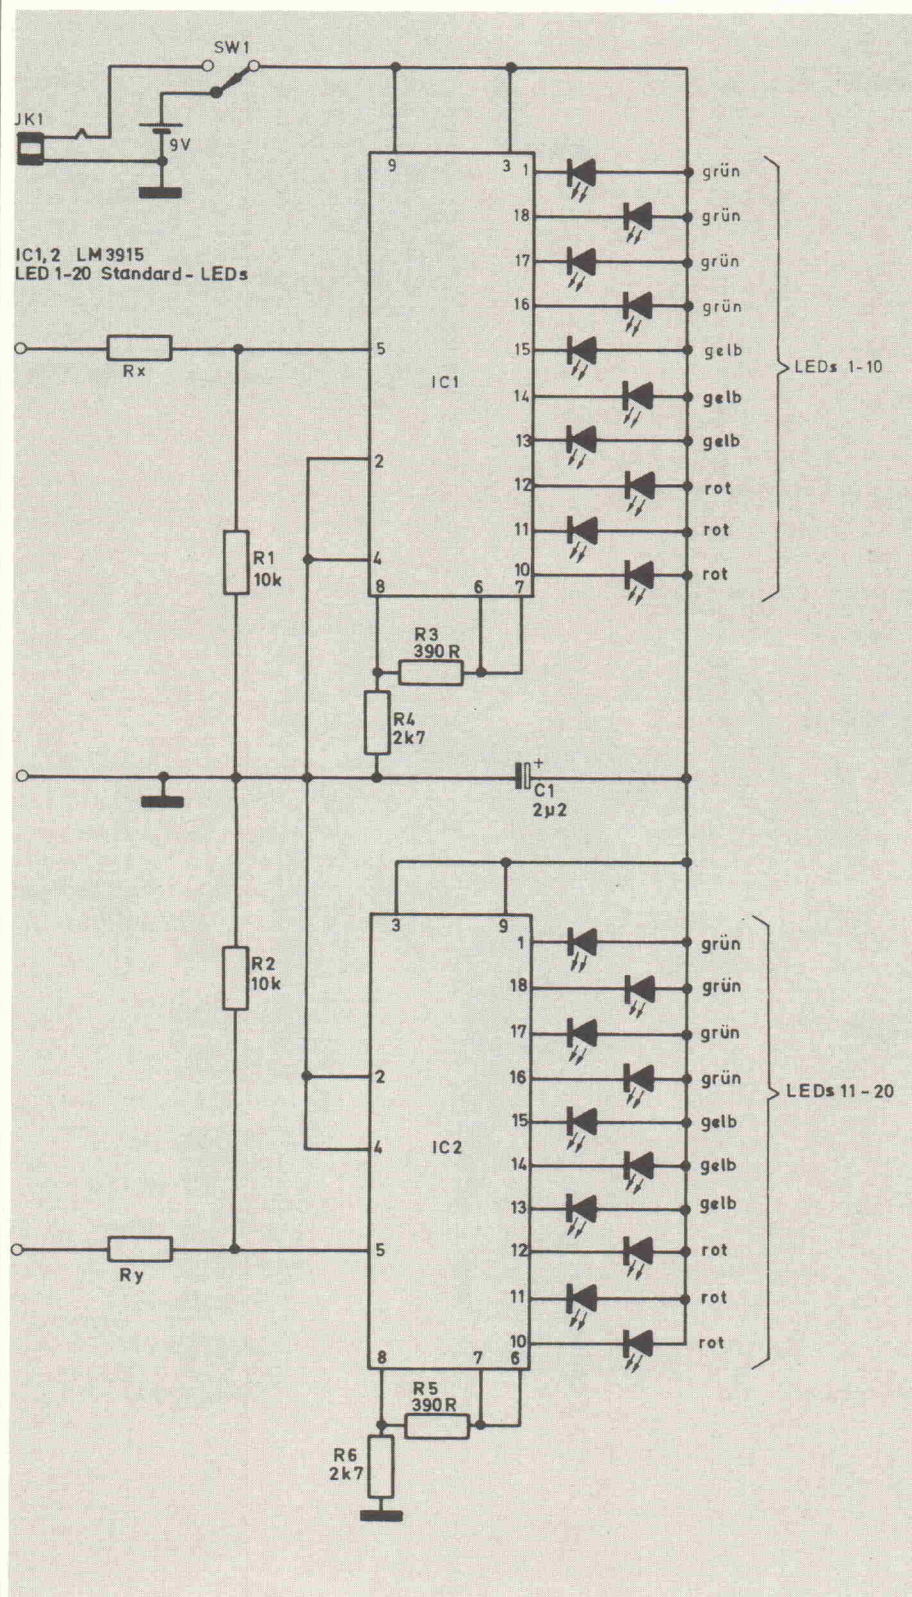 SW1
JK1
9V
9
3
1
grün
18
grün
IC1,2 LM3915
LED 1-20 Standard-LEDs
17
grün
16
grün
5
15
gelb
Rx
IC1
LEDs 1-10
14
gelb
2
13
gelb
12
rot
R1
10k
4
11
rot
10
rot
8
6
7
R3
390R
R4
2k7
+
C1
2µ2
3
9
1
grün
R2
10k
18
grün
17
grün
2
16
grün
LEDs 11-20
15
gelb
4
IC2
14
gelb
13
gelb
5
12
rot
Ry
11
rot
10
rot
8
7
6
R5
390R
R6
2k7